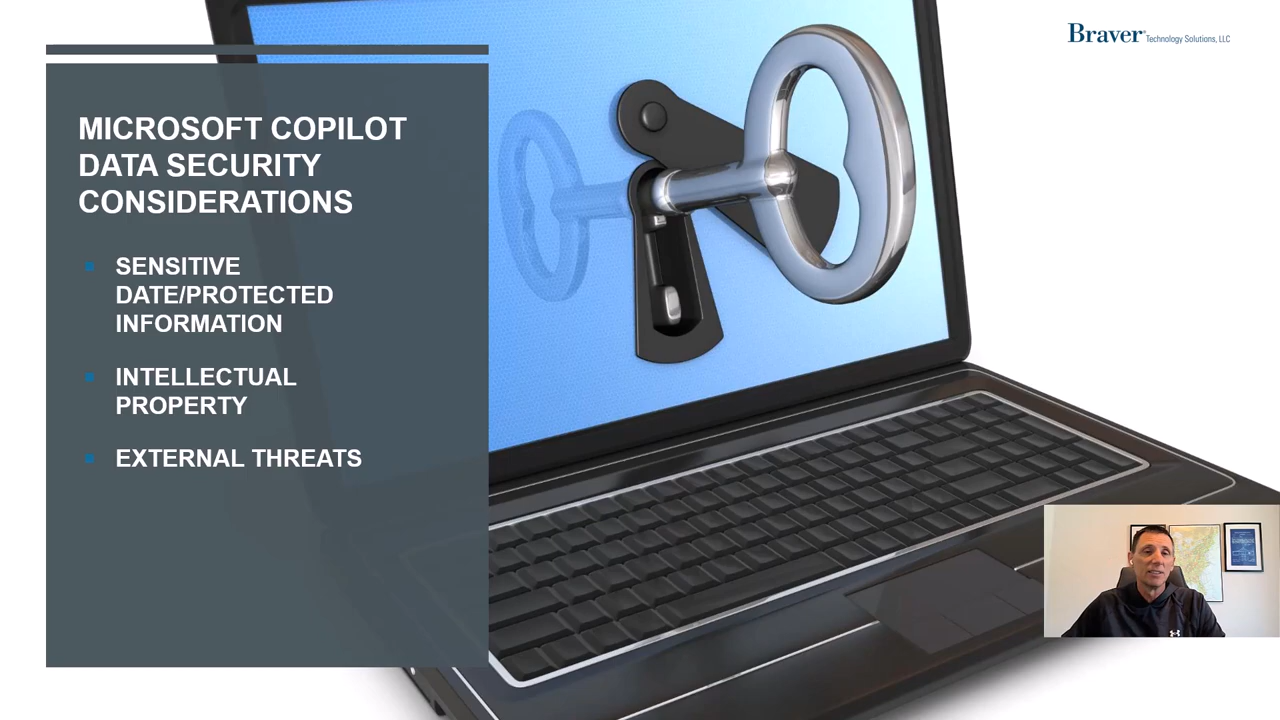 Braver Technology Solutions, LLC
MICROSOFT COPILOT
DATA SECURITY
CONSIDERATIONS
SENSITIVE
DATE/PROTECTED
INFORMATION
INTELLECTUAL
PROPERTY
EXTERNAL THREATS